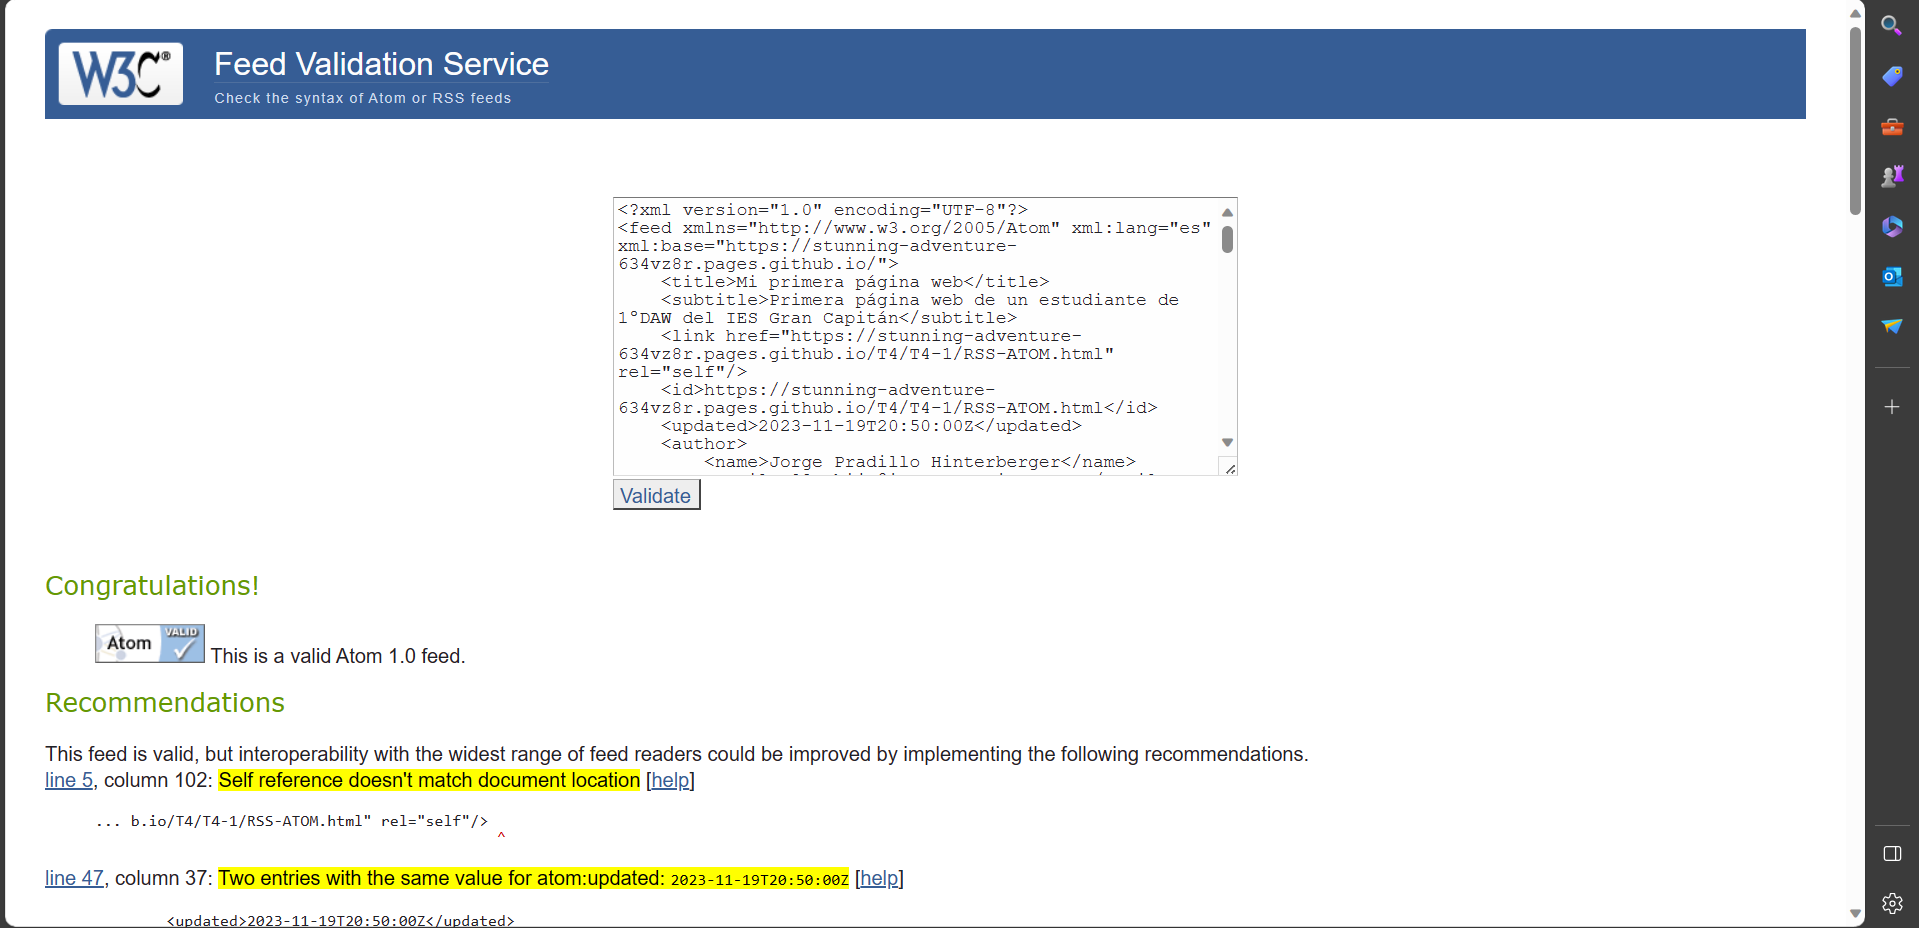 W3C®
Feed Validation Service
Check the syntax of Atom or RSS feeds
<?xml version="1.0" encoding="UTF-8"?>
<feed xmlns="http://www.w3.org/2005/Atom" xml:lang="es"
xml:base="https://stunning-adventure-
634vz8r.pages.github.io/">
<title>Mi primera página web</title>
<subtitle>Primera página web de un estudiante de
1ºDAW del IES Gran Capitán</subtitle>
<link href="https://stunning-adventure-
634vz8r.pages.github.io/T4/T4-1/RSS-ATOM.html"
rel="self"/>
<id>https://stunning-adventure-
634vz8r.pages.github.io/T4/T4-1/RSS-ATOM.html</id>
<updated>2023-11-19T20:50:00Z</updated>
<author>
<name>Jorge Pradillo Hinterberger</name>
Validate
Congratulations!
Atom VALID
This is a valid Atom 1.0 feed.
Recommendations
This feed is valid, but interoperability with the widest range of feed readers could be improved by implementing the following recommendations.
line 5, column 102: Self reference doesn't match document location [help]
... b.io/T4/T4-1/RSS-ATOM.html" rel="self"/>
^
line 47, column 37: Two entries with the same value for atom:updated: 2023-11-19T20:50:00Z [help]
<updated>2023-11-19T20:50:00Z</updated>